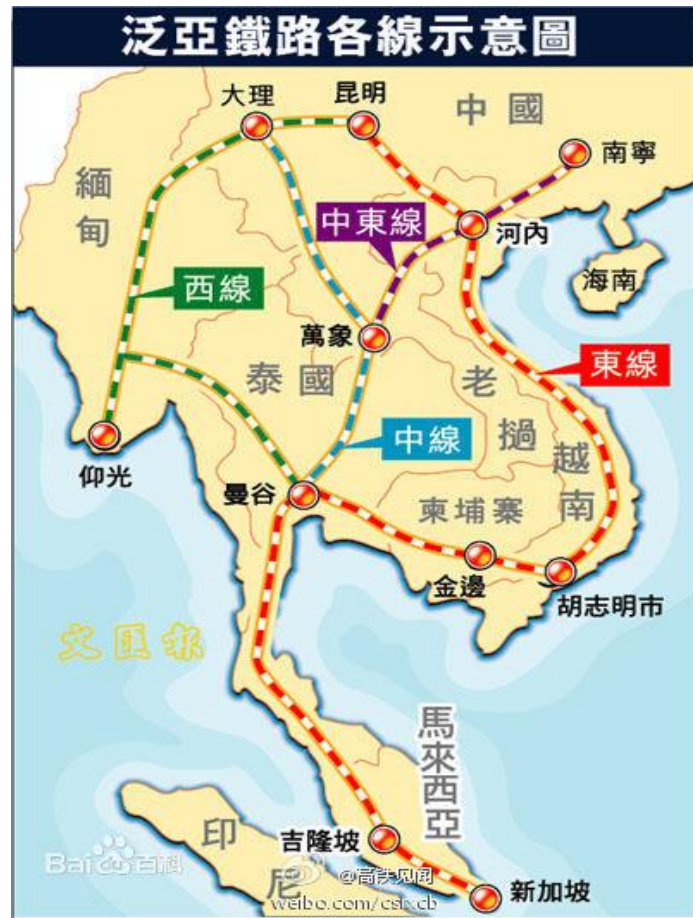 泛亞鐵路各線示意圖
大理
昆明
中國
南寧
緬甸
中東線
河內
海南
西線
萬象
泰國
老撾
東線
越南
中線
仰光
曼谷
柬埔寨
金邊
胡志明市
文匯報
馬來西亞
印尼
吉隆坡
新加坡
Bai百科
@高铁见闻
weibo.com/csrxcb